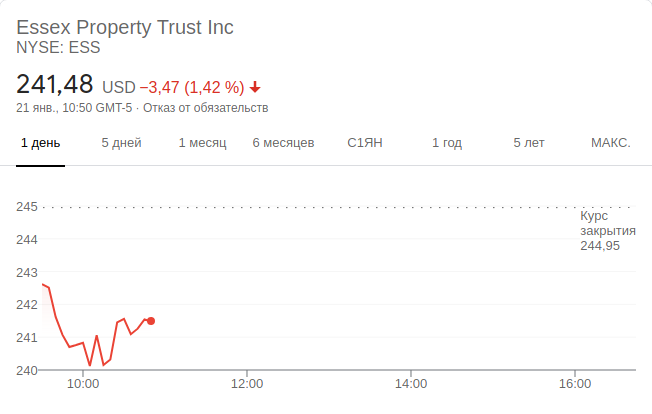 Essex Property Trust Inc
NYSE: ESS
241,48 USD −3,47 (1,42 %)
21 янв., 10:50 GMT-5 · Отказ от обязательств
1 день 5 дней 1 месяц 6 месяцев С1ЯН 1 год 5 лет МАКС.
245
Курс
закрытия
244,95
244
243
242
241
240
10:00 12:00 14:00 16:00